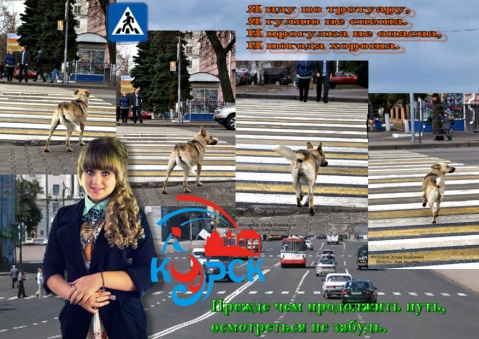 Я иду по тротуару,
Я гуляю не спеша.
И прогулка не опасна,
И погода хороша.
КУРСК
Прежде чем продолжить путь,
осмотреться не забудь.